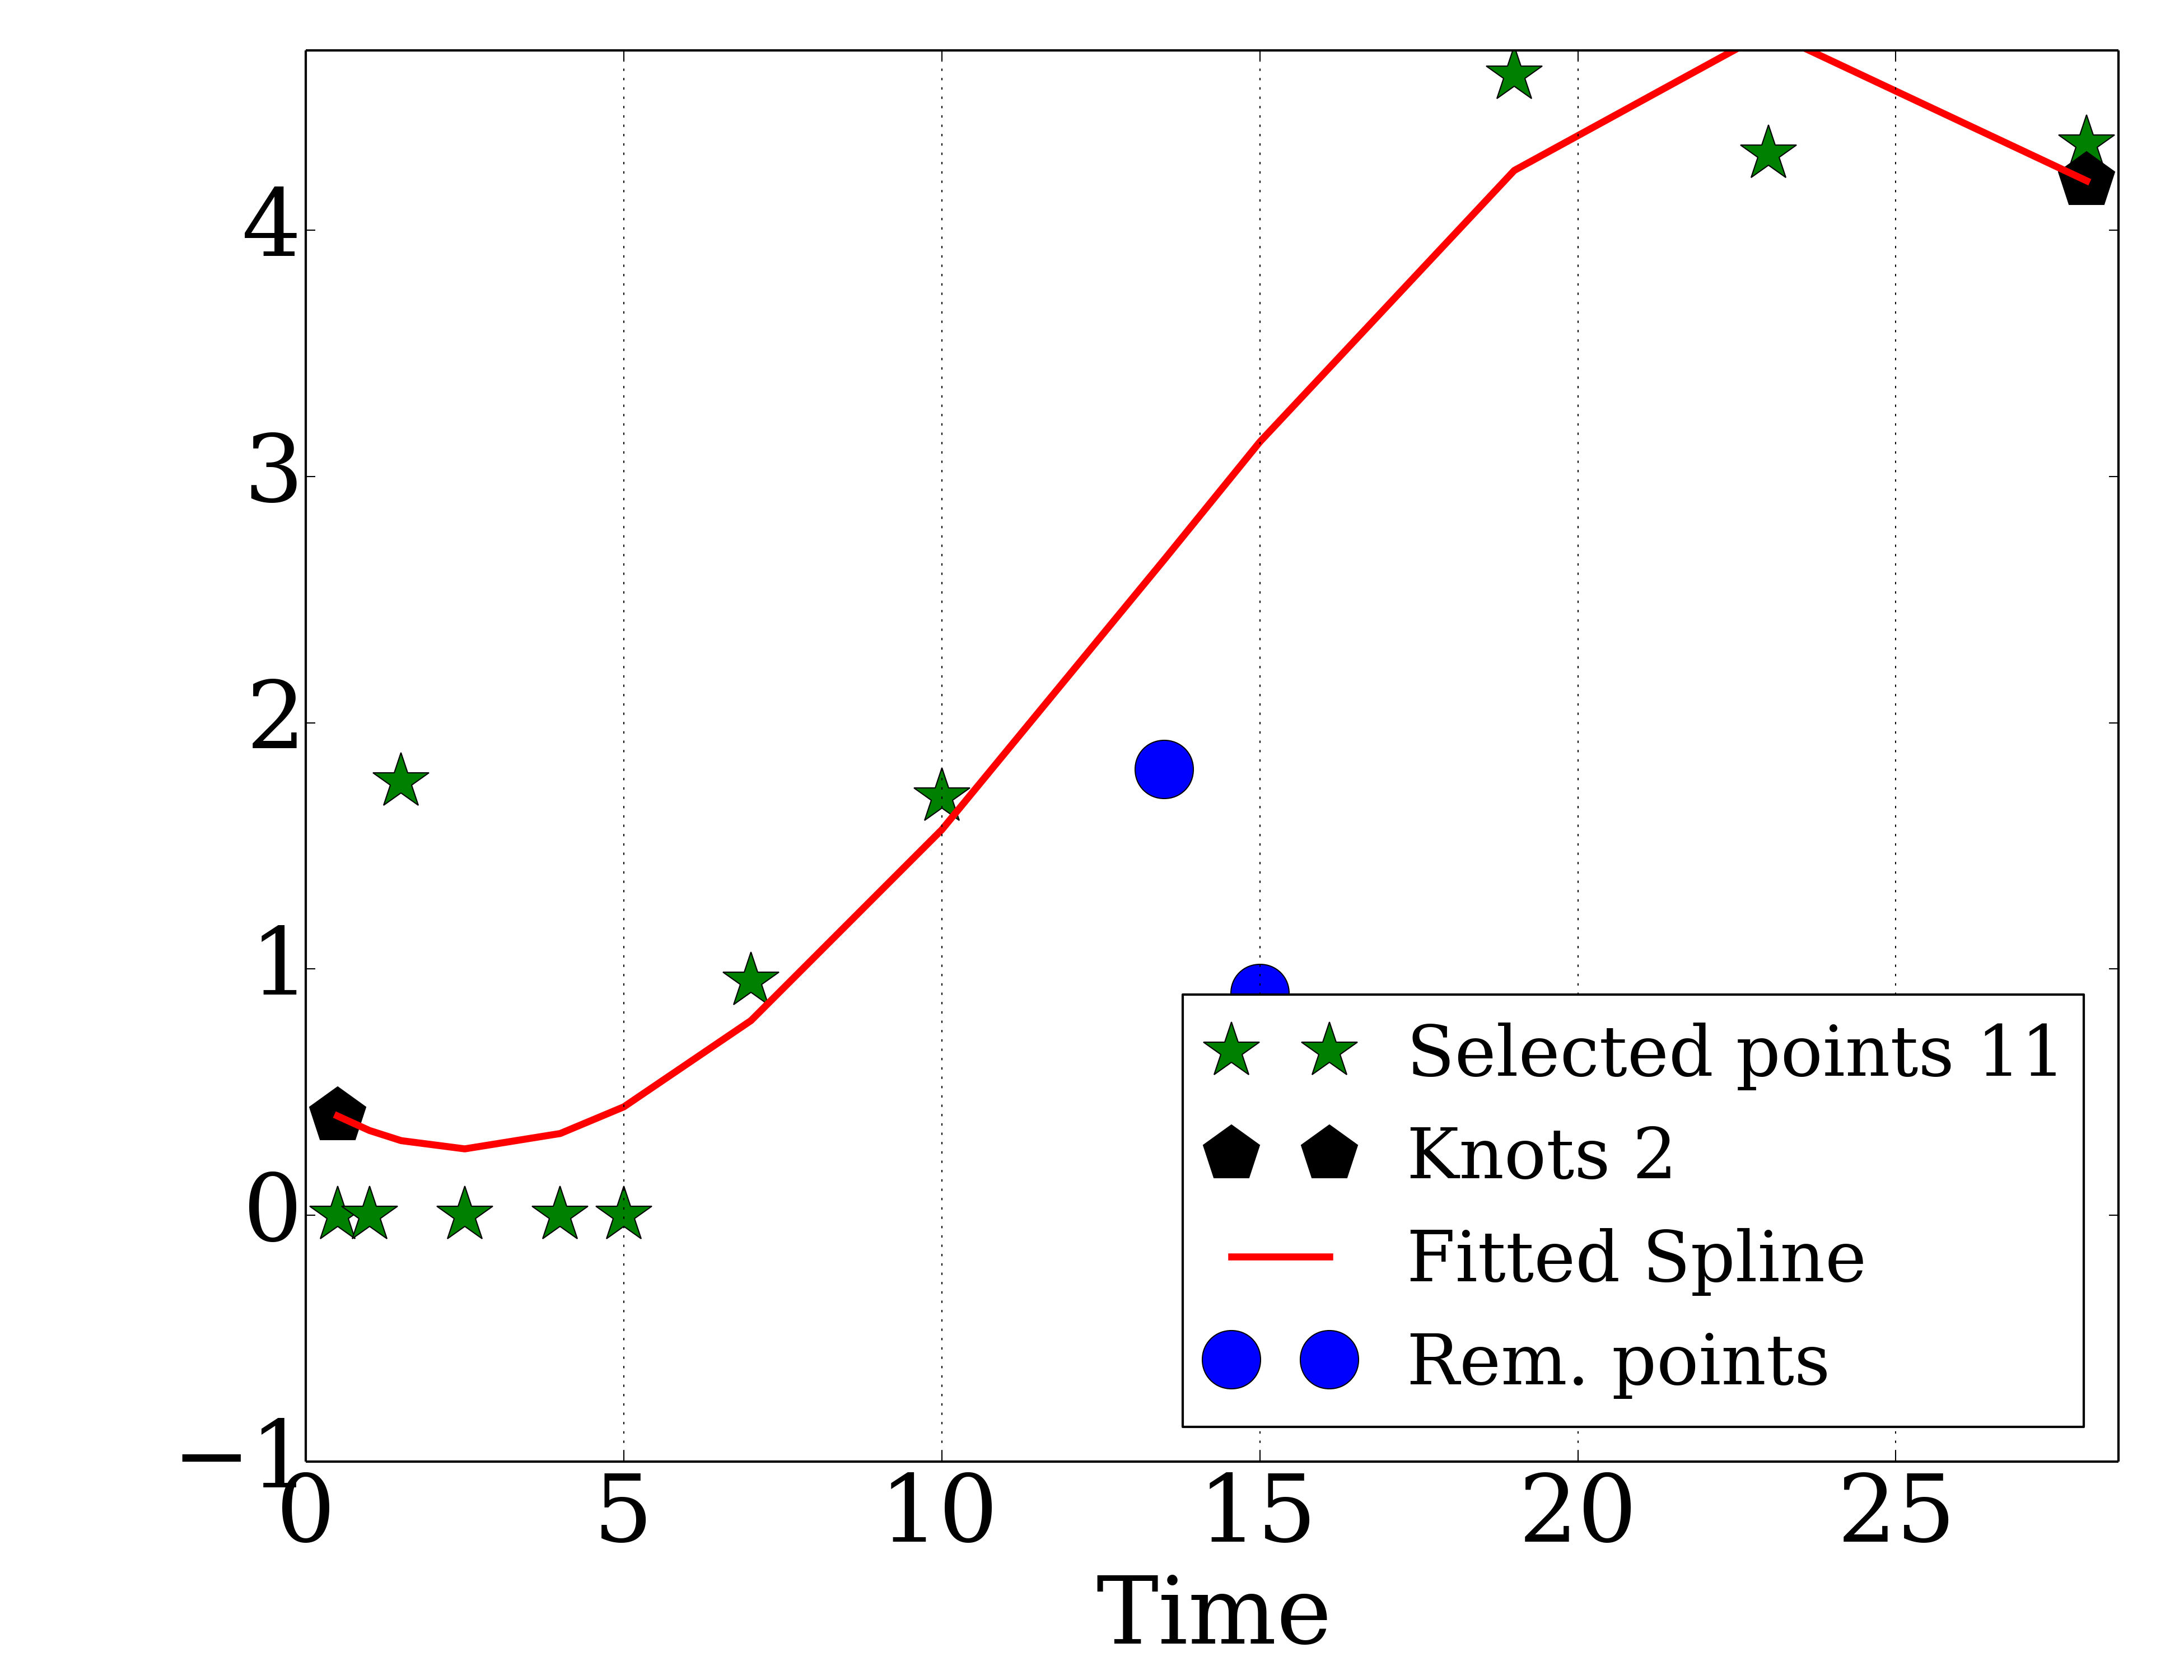 4
3
2
1
0
−1
0 5 10 15 20 25
Time
Selected points 11
Knots 2
Fitted Spline
Rem. points